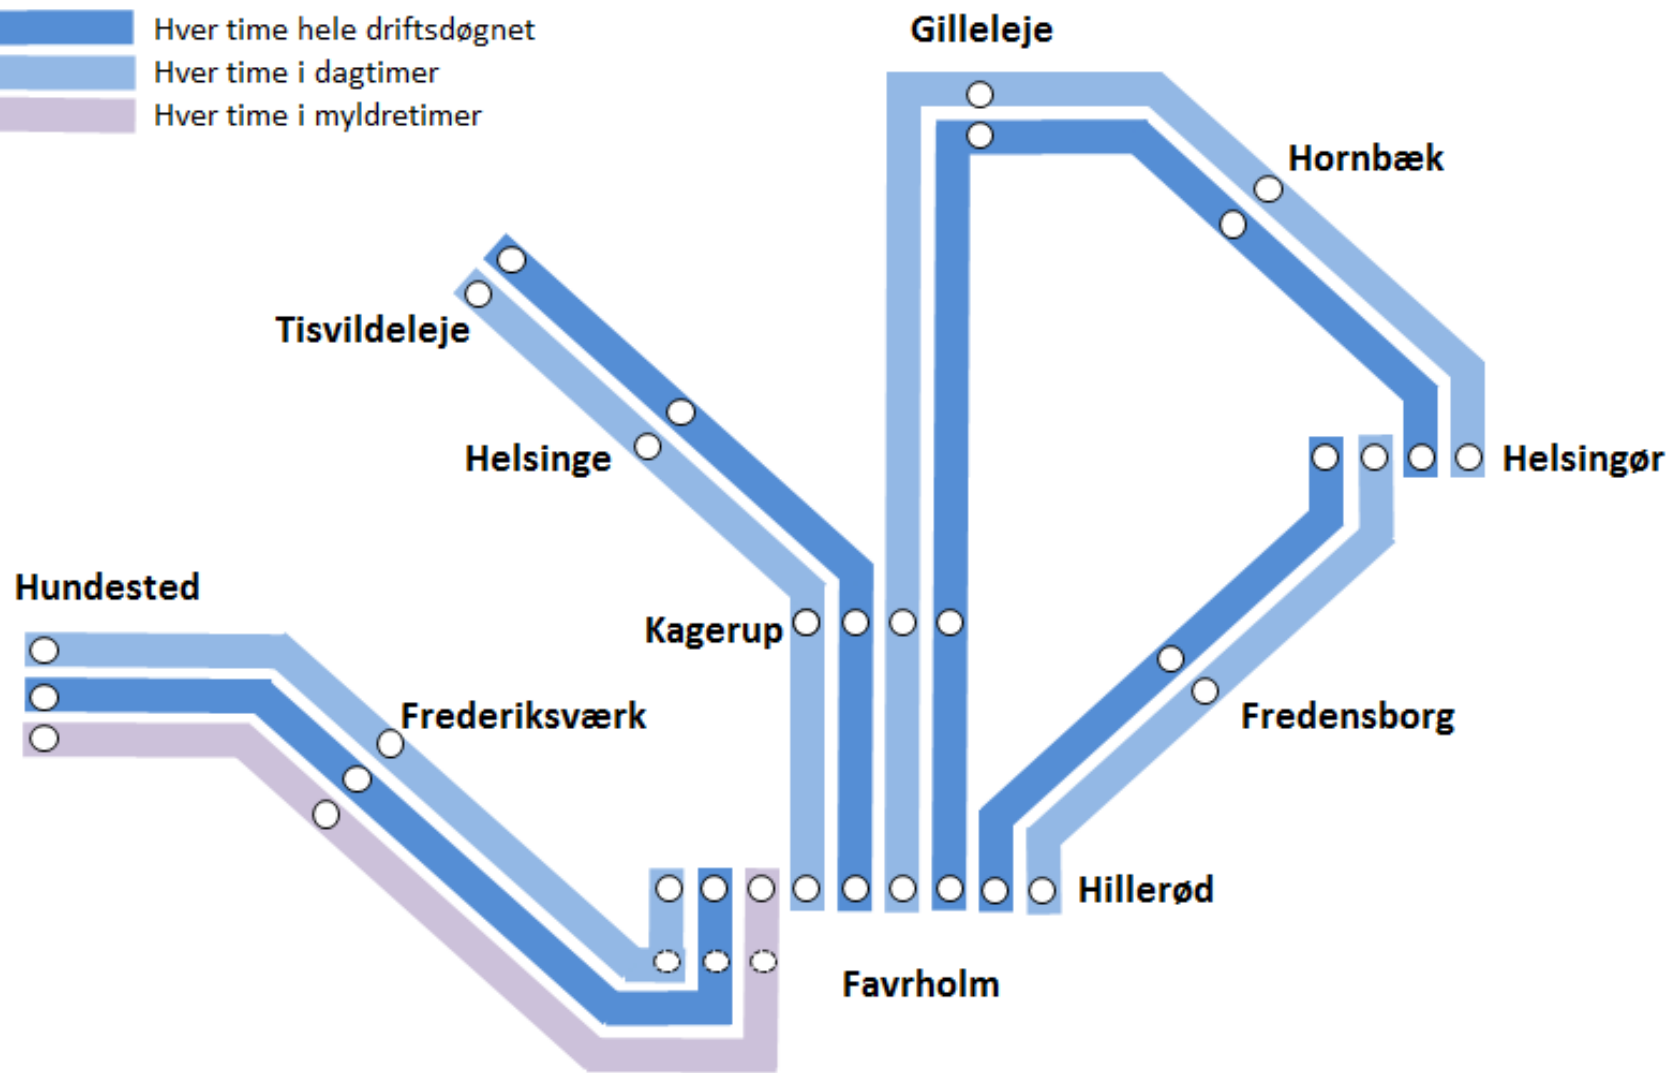 Hver time hele driftsdøgnet
Hver time i dagtimer
Hver time i myldretimer
Gilleleje
Hornbæk
Tisvildeleje
Helsinge
Helsingør
Hundested
Kagerup
Frederiksværk
Fredensborg
Hillerød
Favrholm